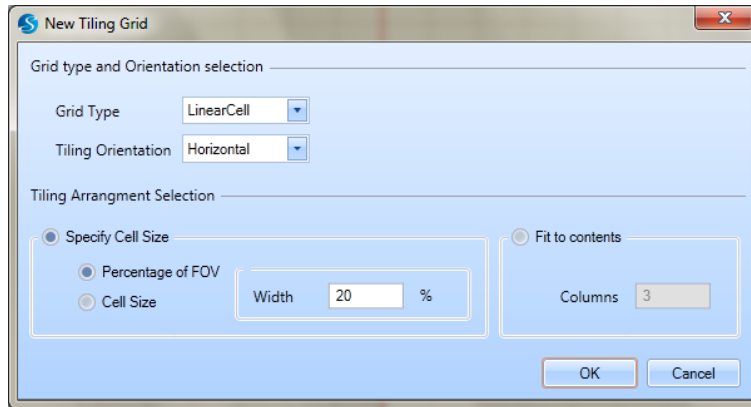 New Tiling Grid
Grid type and Orientation selection
Grid Type LinearCell
Tiling Orientation Horizontal
Tiling Arrangment Selection
Specify Cell Size
Fit to contents
Percentage of FOV
Cell Size
Width 20 %
Columns 3
OK Cancel